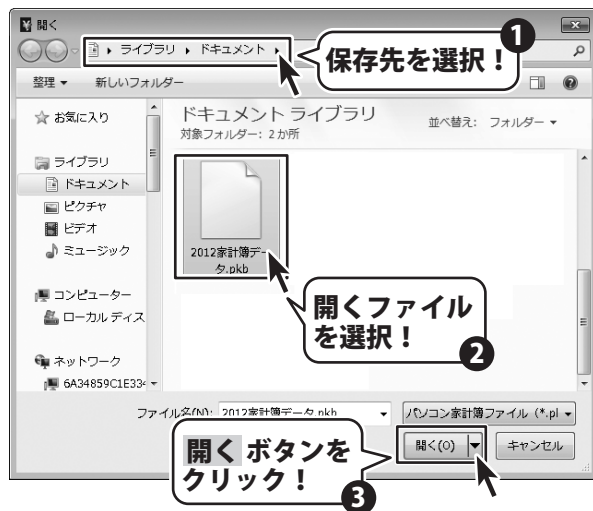 開く
ライブラリ ▸ ドキュメント ▸
保存先を選択！
1
整理 ▼ 新しいフォルダー
お気に入り
ライブラリ
ドキュメント
ピクチャ
ビデオ
ミュージック
コンピューター
ローカル ディス
ネットワーク
6A34859C1E334
ドキュメント ライブラリ
対象フォルダー: 2か所
並べ替え: フォルダー ▼
2012家計簿データ.pkb
開くファイル
を選択！
2
ファイル名(N): 2012家計簿データ.pkb
パソコン家計簿ファイル (*.pl
開く(O)
キャンセル
開く ボタンを
クリック！
3